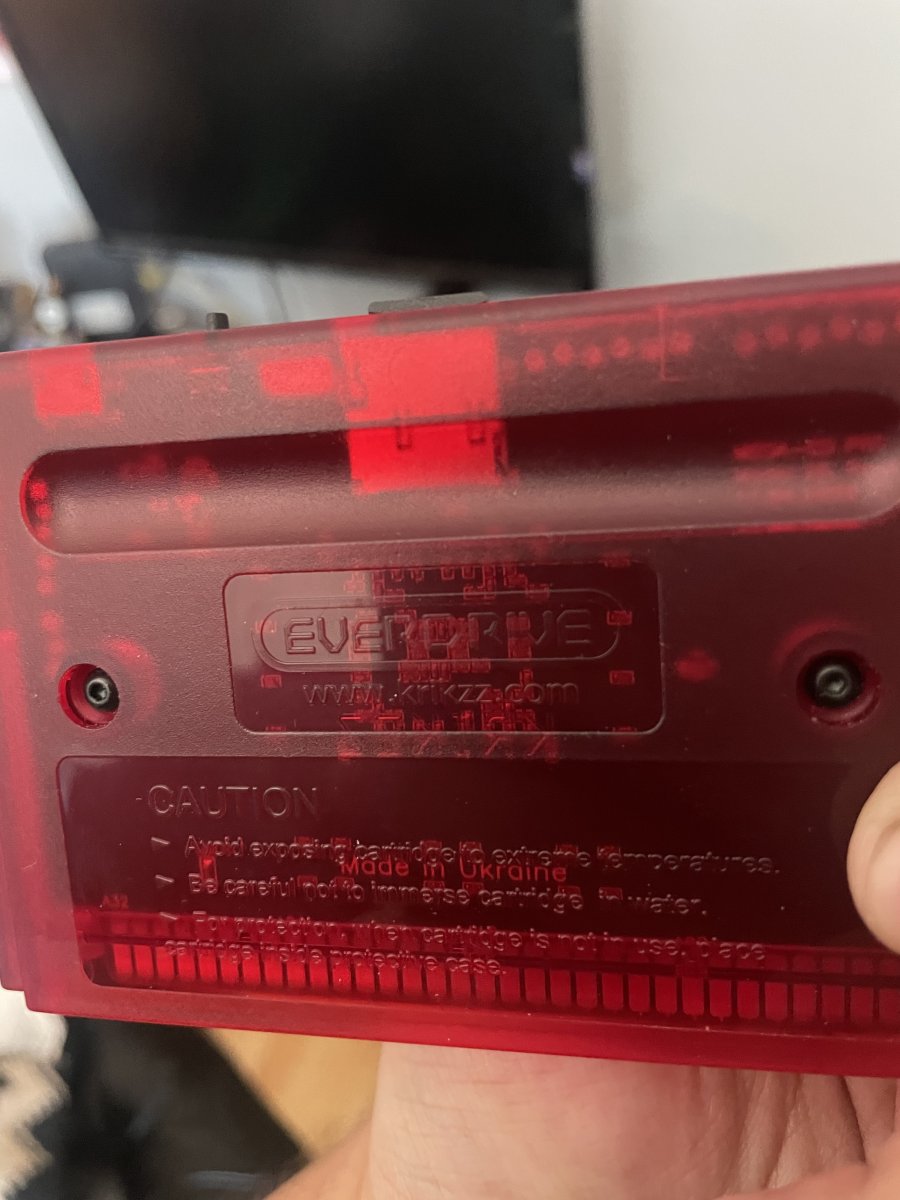 EVERDRIVE
www.krikzz.com
CAUTION
Avoid exposing cartridge to extreme temperatures.
Made in Ukraine
Be careful not to immerse cartridge in water.
A32
For protection, when cartridge is not in use, place
cartridge inside protective case.